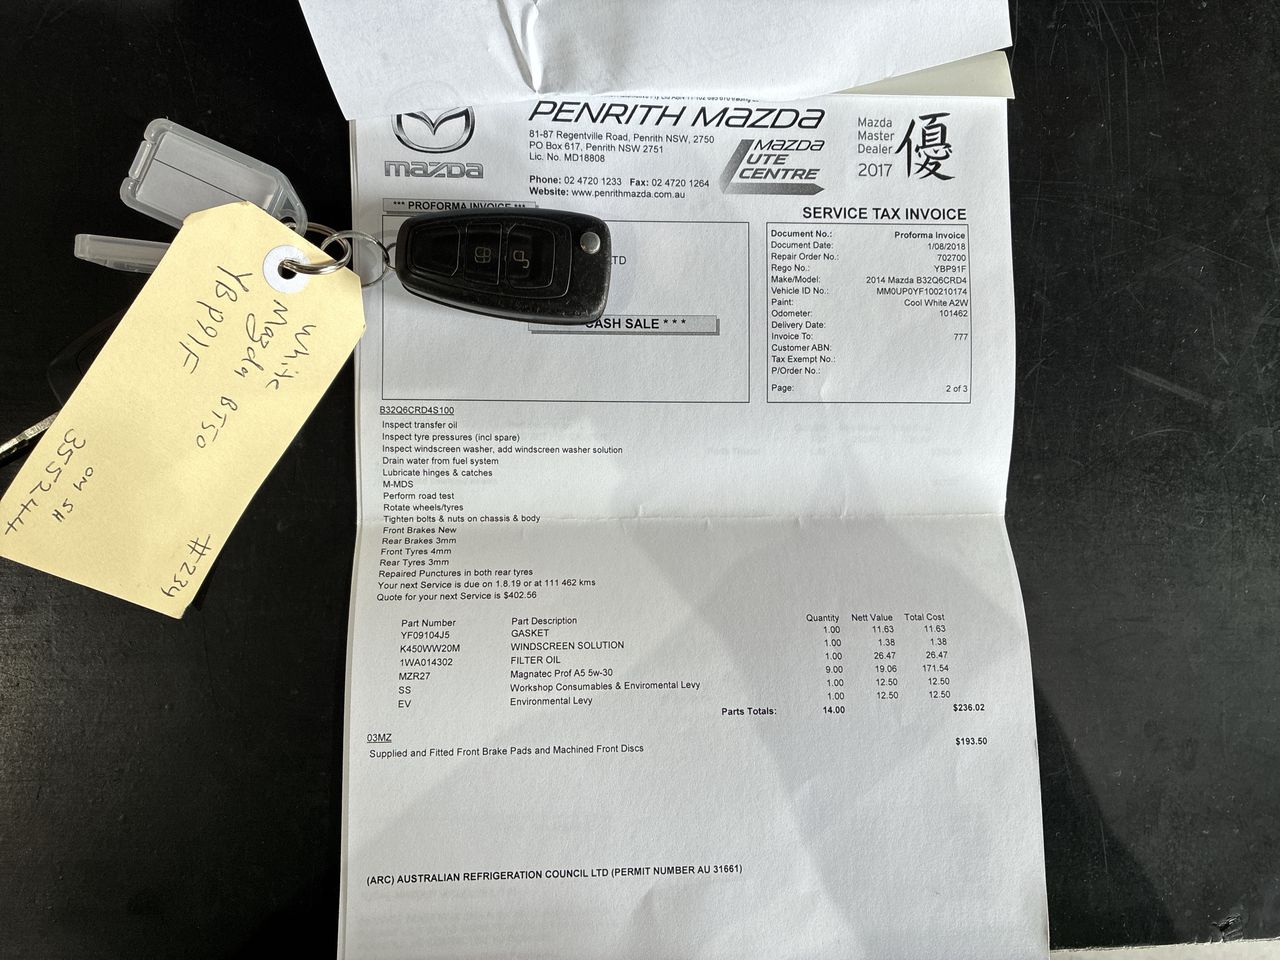 PENRITH mazda
81-87 Regentville Road, Penrith NSW, 2750
PO Box 617, Penrith NSW 2751
Lic. No. MD18808
Phone: 02 4720 1233 Fax: 02 4720 1264
Website: www.penrithmazda.com.au
mazda
mazda
UTE
CENTRE
Mazda
Master
Dealer
2017
優
*** PROFORMA INVOICE ***
LTD
CASH SALE * * *
SERVICE TAX INVOICE
Document No.: Proforma Invoice
Document Date: 1/08/2018
Repair Order No.: 702700
Rego No.: YBP91F
Make/Model: 2014 Mazda B32Q6CRD4
Vehicle ID No.: MM0UP0YF100210174
Paint: Cool White A2W
Odometer: 101462
Delivery Date:
Invoice To: 777
Customer ABN:
Tax Exempt No.:
P/Order No.:
Page: 2 of 3
B32Q6CRD4S100
Inspect transfer oil
Inspect tyre pressures (incl spare)
Inspect windscreen washer, add windscreen washer solution
Drain water from fuel system
Lubricate hinges & catches
M-MDS
Perform road test
Rotate wheels/tyres
Tighten bolts & nuts on chassis & body
Front Brakes New
Rear Brakes 3mm
Front Tyres 4mm
Rear Tyres 3mm
Repaired Punctures in both rear tyres
Your next Service is due on 1.8.19 or at 111 462 kms
Quote for your next Service is $402.56
Part Number Part Description Quantity Nett Value Total Cost
YF09104J5 GASKET 1.00 11.63 11.63
K450WW20M WINDSCREEN SOLUTION 1.00 1.38 1.38
1WA014302 FILTER OIL 1.00 26.47 26.47
MZR27 Magnatec Prof A5 5w-30 9.00 19.06 171.54
SS Workshop Consumables & Enviromental Levy 1.00 12.50 12.50
EV Environmental Levy 1.00 12.50 12.50
Parts Totals: 14.00 $236.02
03MZ
Supplied and Fitted Front Brake Pads and Machined Front Discs $193.50
(ARC) AUSTRALIAN REFRIGERATION COUNCIL LTD (PERMIT NUMBER AU 31661)
White
Mazda BT50
YBP91F
OM SH
355244
#234